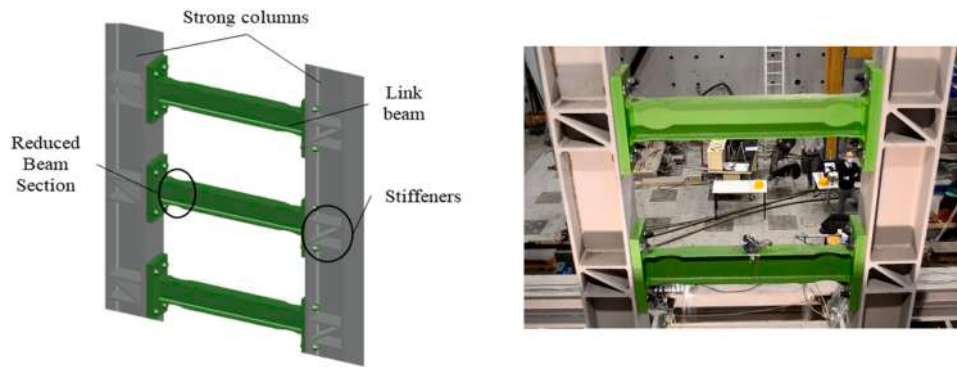 Strong columns
Link
beam
Reduced
Beam
Section
Stiffeners